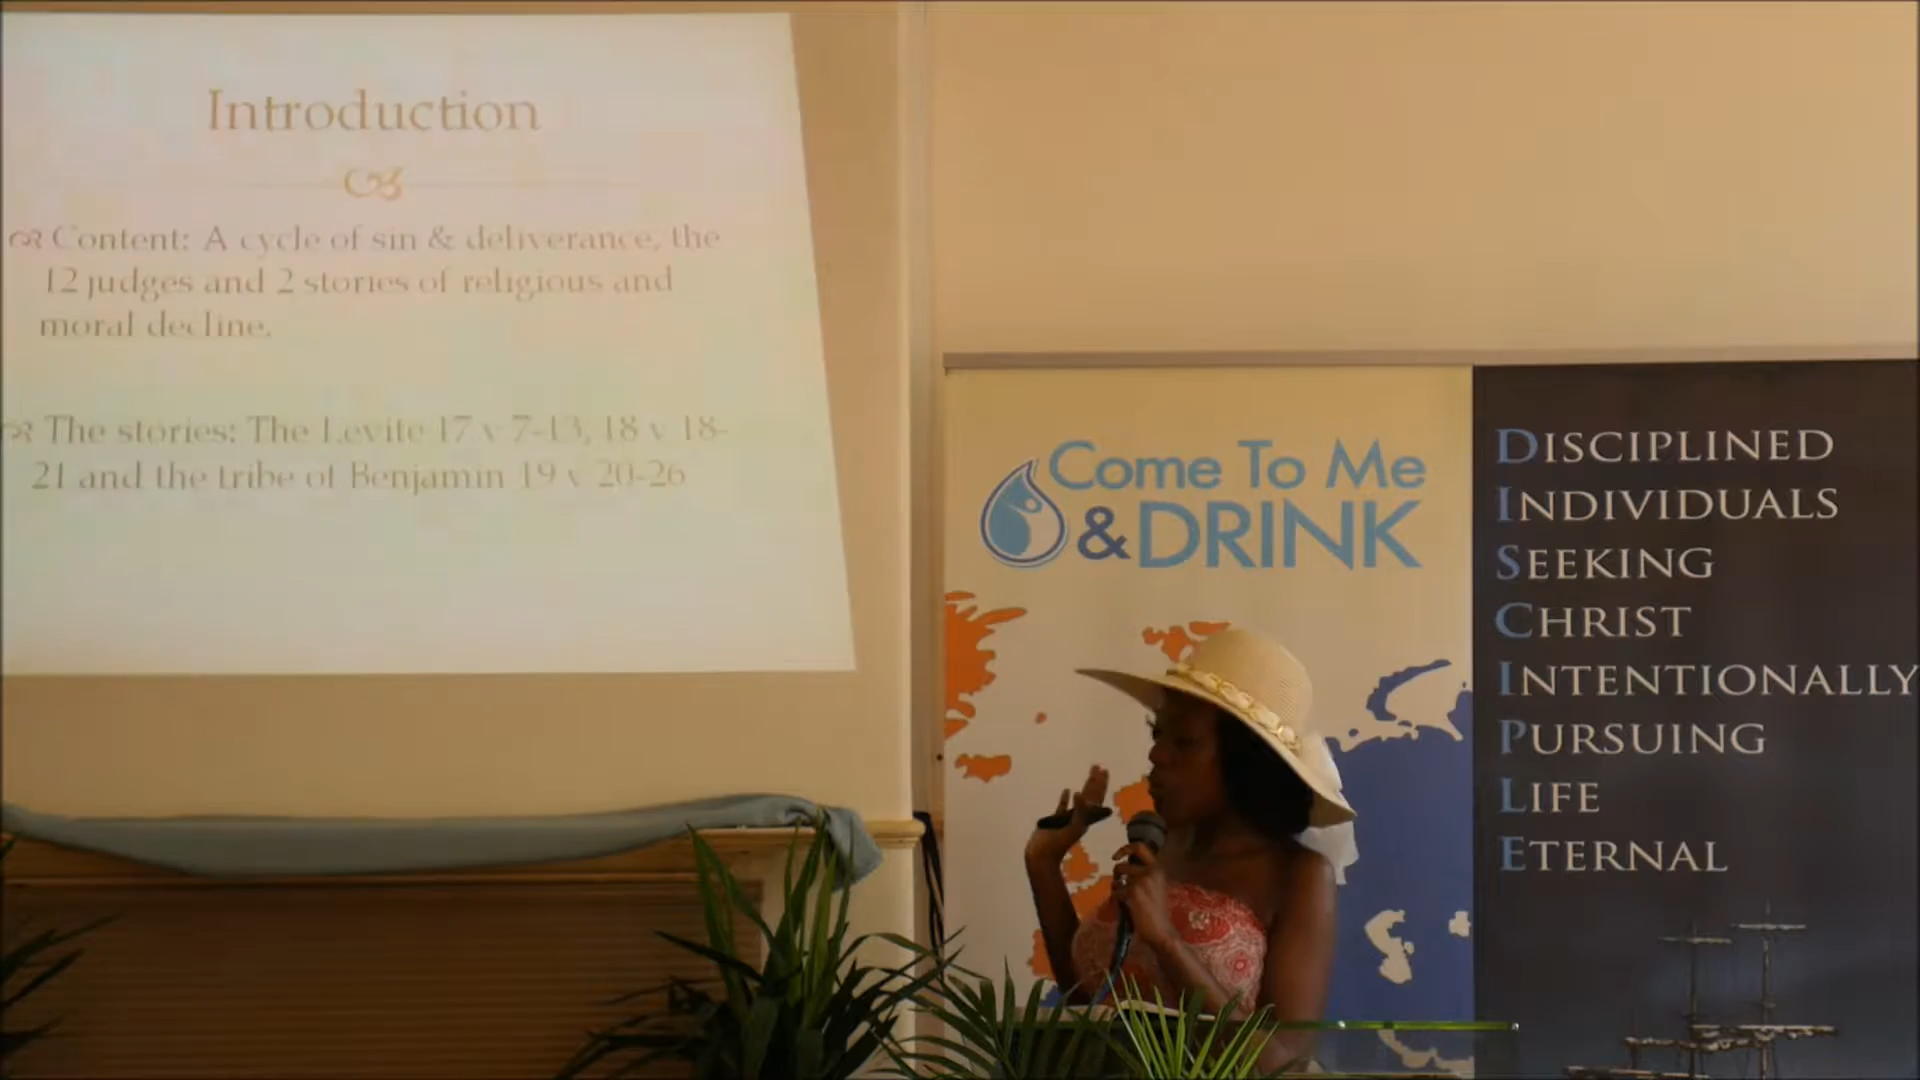 Introduction
Content: A cycle of sin & deliverance, the
12 judges and 2 stories of religious and
moral decline.
The stories: The Levite 17 v 7-13, 18 v 18-
21 and the tribe of Benjamin 19 v 20-26
Come To Me
& DRINK
DISCIPLINED
INDIVIDUALS
SEEKING
CHRIST
INTENTIONALLY
PURSUING
LIFE
ETERNAL